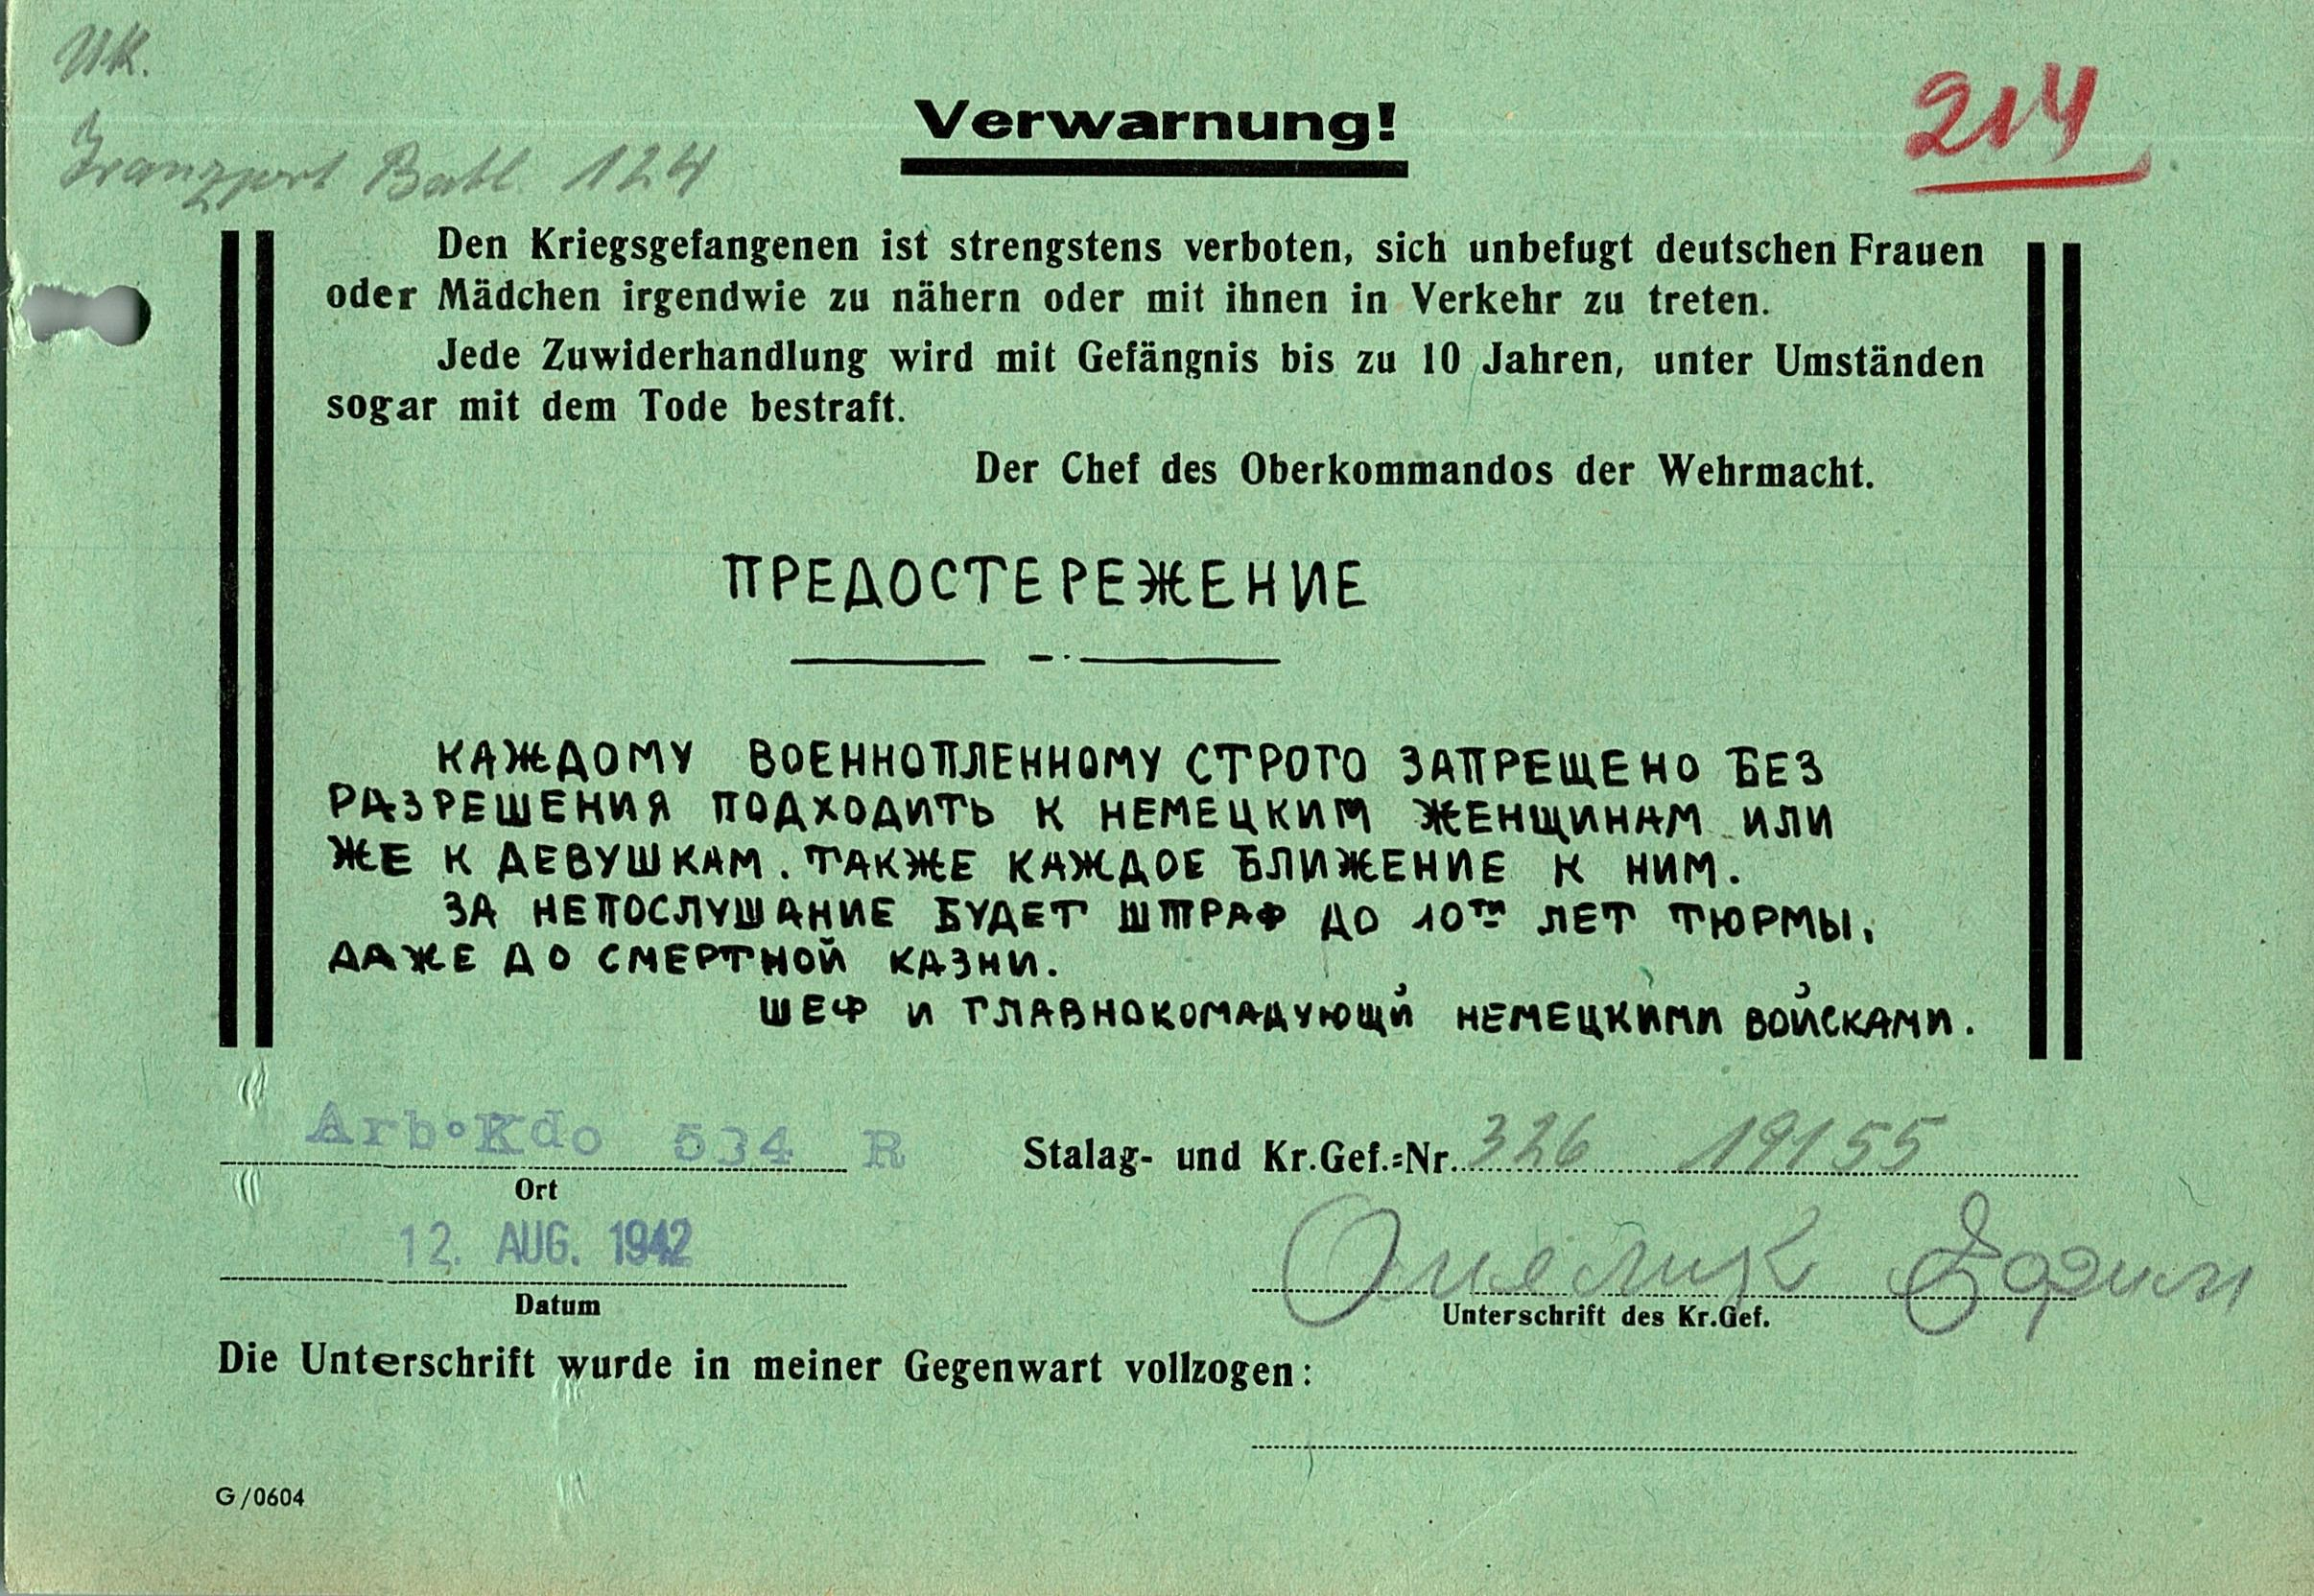 Uk.
Verwarnung!
214
Transport Batl 124
Den Kriegsgefangenen ist strengstens verboten, sich unbefugt deutschen Frauen
oder Mädchen irgendwie zu nähern oder mit ihnen in Verkehr zu treten.
Jede Zuwiderhandlung wird mit Gefängnis bis zu 10 Jahren, unter Umständen
sogar mit dem Tode bestraft.
Der Chef des Oberkommandos der Wehrmacht.
ПРЕДОСТЕРЕЖЕНИЕ
КАЖДОМУ ВОЕННОПЛЕННОМУ СТРОГО ЗАПРЕЩЕНО БЕЗ
РАЗРЕШЕНИЯ ПОДХОДИТЬ К НЕМЕЦКИМ ЖЕНЩИНАМ ИЛИ
ЖЕ К ДЕВУШКАМ. ТАКЖЕ КАЖДОЕ БЛИЖЕНИЕ К НИМ.
ЗА НЕПОСЛУШАНИЕ БУДЕТ ШТРАФ ДО 10ти ЛЕТ ТЮРМЫ,
ДАЖЕ ДО СМЕРТНОЙ КАЗНИ.
ШЕФ И ГЛАВНОКОМАДУЮЩЙ НЕМЕЦКИМИ ВОЙСКАМИ.
Arb.Kdo 534 R
Stalag- und Kr.Gef.=Nr. 326 19155
Ort
12. AUG. 1942
Datum
Unterschrift des Kr.Gef.
Die Unterschrift wurde in meiner Gegenwart vollzogen:
G/0604